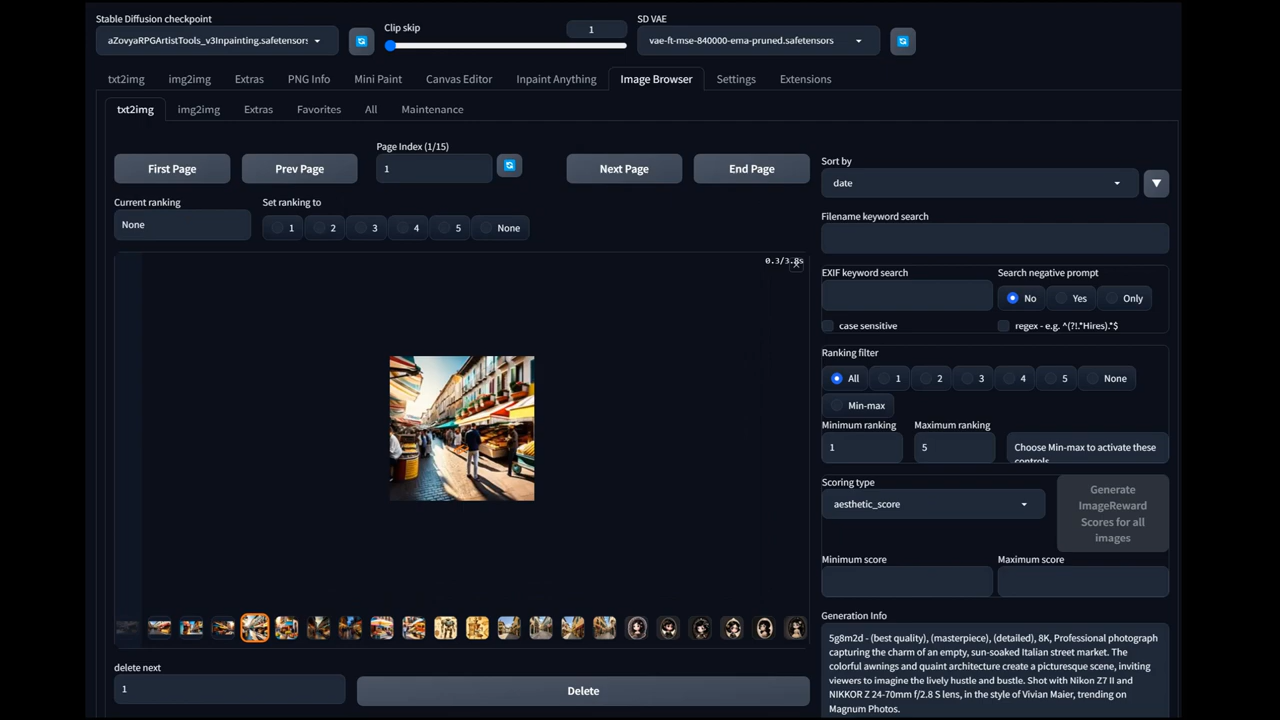 Stable Diffusion checkpoint
aZovyaRPGArtistTools_v3Inpainting.safetensors
Clip skip
1
SD VAE
vae-ft-mse-840000-ema-pruned.safetensors
txt2img
img2img
Extras
PNG Info
Mini Paint
Canvas Editor
Inpaint Anything
Image Browser
Settings
Extensions
txt2img
img2img
Extras
Favorites
All
Maintenance
First Page
Prev Page
Page Index (1/15)
1
Next Page
End Page
Sort by
date
Current ranking
None
Set ranking to
1
2
3
4
5
None
Filename keyword search
0.3/3.8s
EXIF keyword search
Search negative prompt
No
Yes
Only
case sensitive
regex - e.g. ^(?!.*Hires).*$
Ranking filter
All
1
2
3
4
5
None
Min-max
Minimum ranking
1
Maximum ranking
5
Choose Min-max to activate these
controls
Scoring type
aesthetic_score
Generate
ImageReward
Scores for all
images
Minimum score
Maximum score
Generation Info
5g8m2d - (best quality), (masterpiece), (detailed), 8K, Professional photograph
capturing the charm of an empty, sun-soaked Italian street market. The
colorful awnings and quaint architecture create a picturesque scene, inviting
viewers to imagine the lively hustle and bustle. Shot with Nikon Z7 II and
NIKKOR Z 24-70mm f/2.8 S lens, in the style of Vivian Maier, trending on
Magnum Photos.
delete next
1
Delete